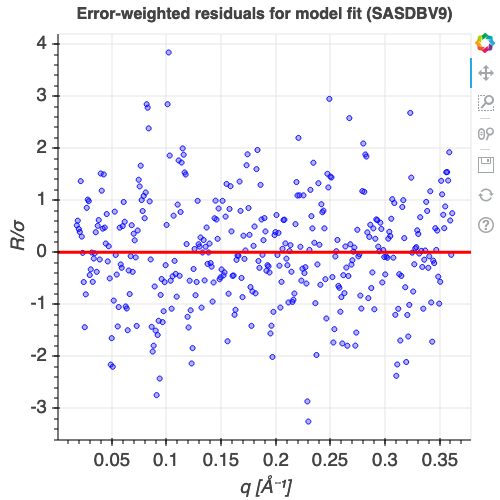 Error-weighted residuals for model fit (SASDBV9)
4
3
2
1
0
-1
-2
-3
R/σ
0.05 0.1 0.15 0.2 0.25 0.3 0.35
q [Å⁻¹]